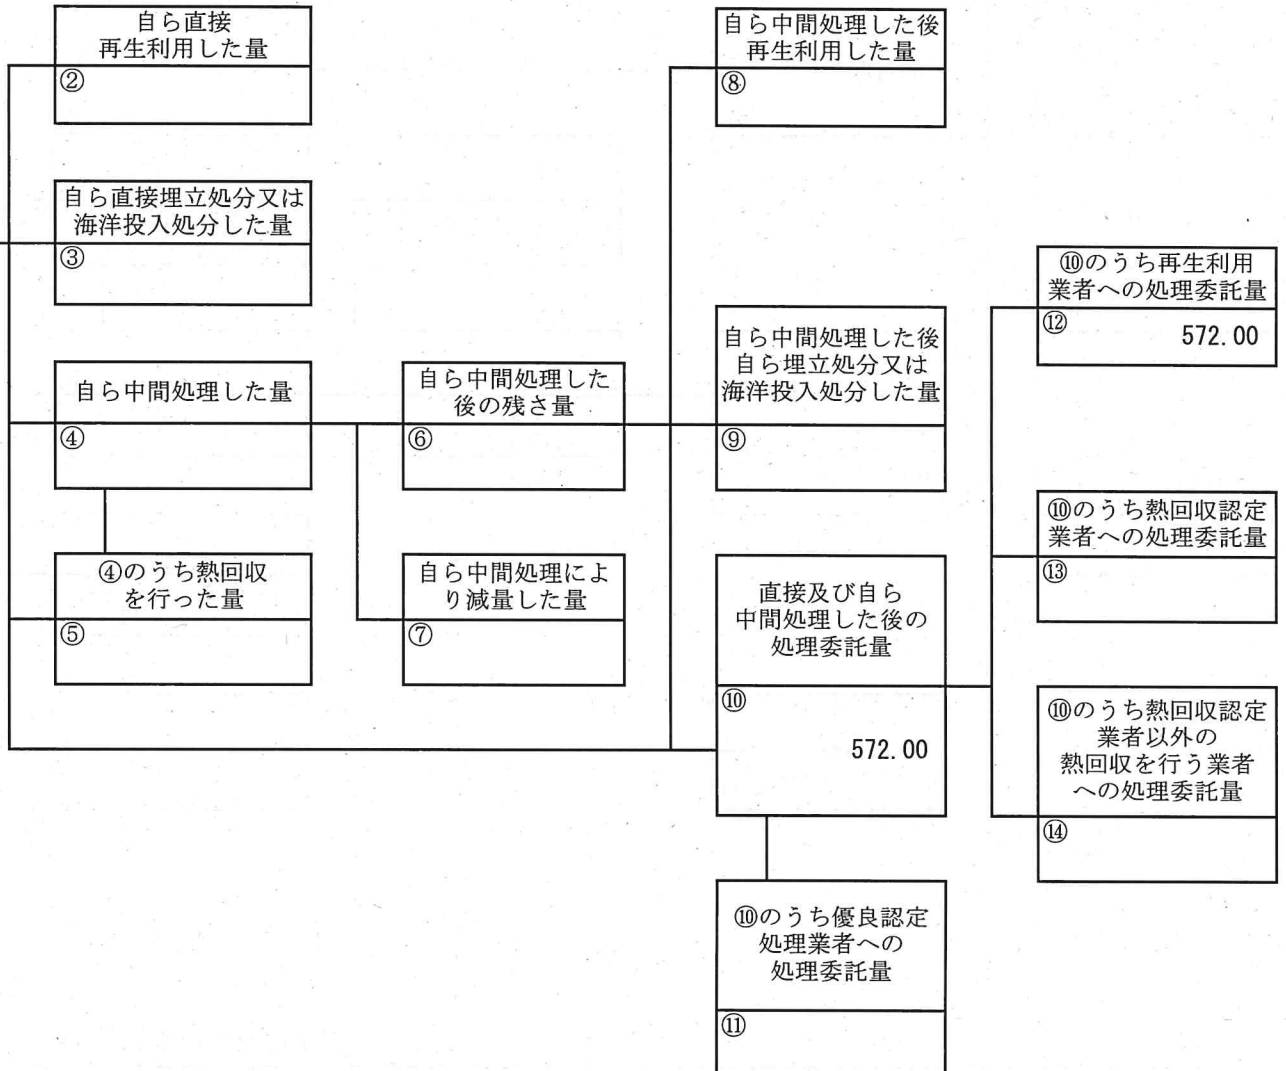 自ら直接
再生利用した量
②
自ら直接埋立処分又は
海洋投入処分した量
③
自ら中間処理した量
④
④のうち熱回収
を行った量
⑤
自ら中間処理した
後の残さ量
⑥
自ら中間処理によ
り減量した量
⑦
自ら中間処理した後
再生利用した量
⑧
自ら中間処理した後
自ら埋立処分又は
海洋投入処分した量
⑨
直接及び自ら
中間処理した後の
処理委託量
⑩
572.00
⑩のうち優良認定
処理業者への
処理委託量
⑪
⑩のうち再生利用
業者への処理委託量
⑫ 572.00
⑩のうち熱回収認定
業者への処理委託量
⑬
⑩のうち熱回収認定
業者以外の
熱回収を行う業者
への処理委託量
⑭